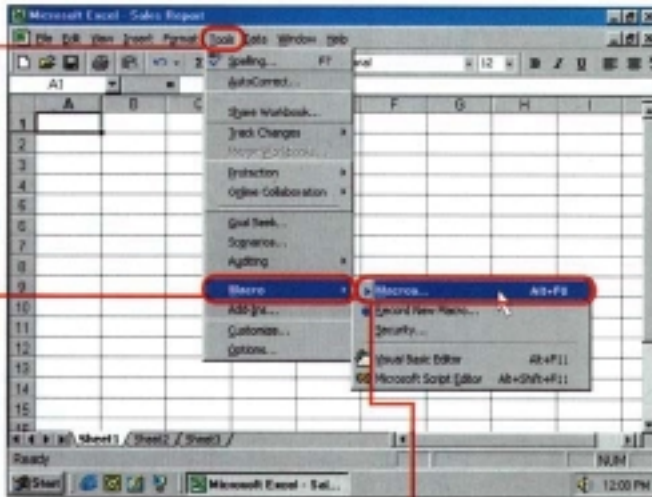 Microsoft Excel - Sales Report
File Edit View Insert Format Tools Data Window Help
12 B I U
A1 =
A B C F G H I
Spelling... F7
AutoCorrect...
Share Workbook...
Track Changes
Merge Workbooks...
Protection
Online Collaboration
Goal Seek...
Scenarios...
Auditing
Macro
Add-Ins...
Customize...
Options...
Macros... Alt+F8
Record New Macro...
Security...
Visual Basic Editor Alt+F11
Microsoft Script Editor Alt+Shift+F11
1
2
3
4
5
6
7
8
9
10
11
12
13
14
15
Sheet1 Sheet2 Sheet3
Ready NUM
Start Microsoft Excel - Sal... 12:00 PM